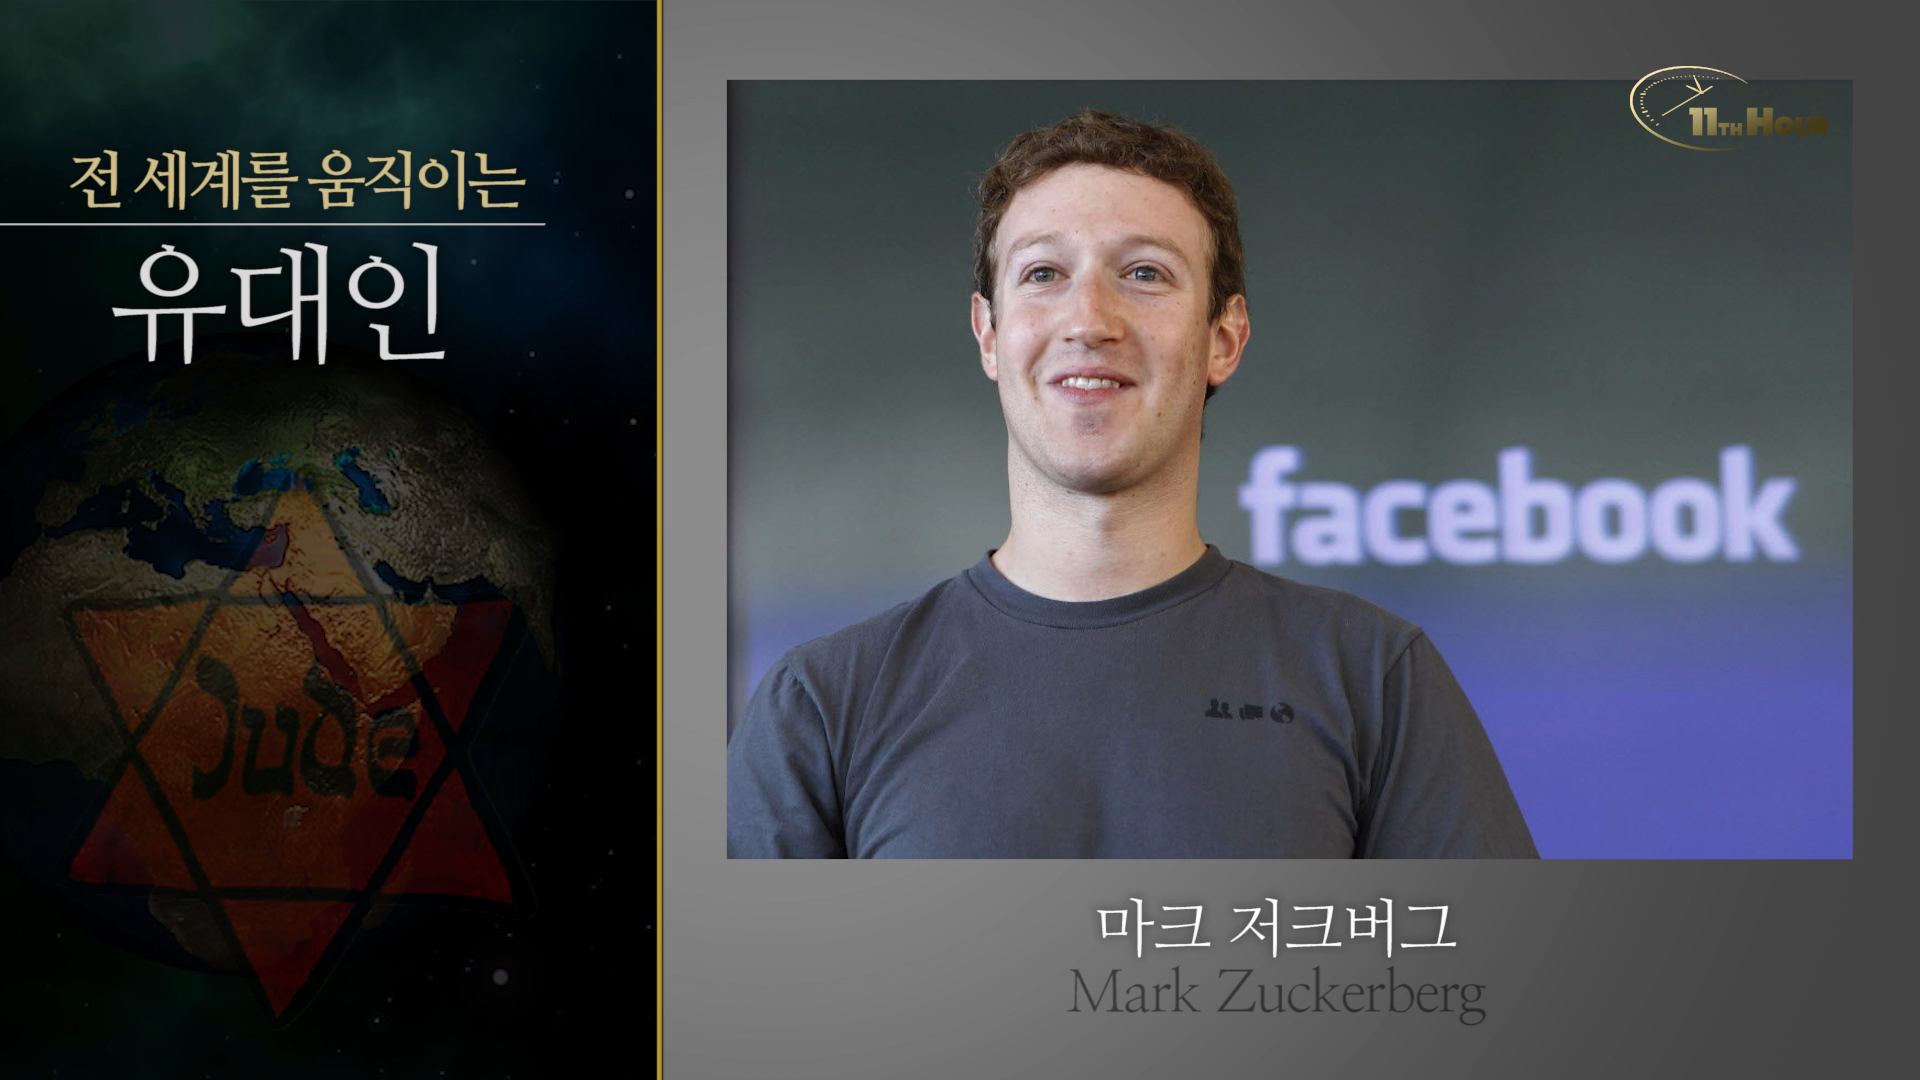 전 세계를 움직이는
유대인
Jude
11TH HOUR
facebook
마크 저크버그
Mark Zuckerberg